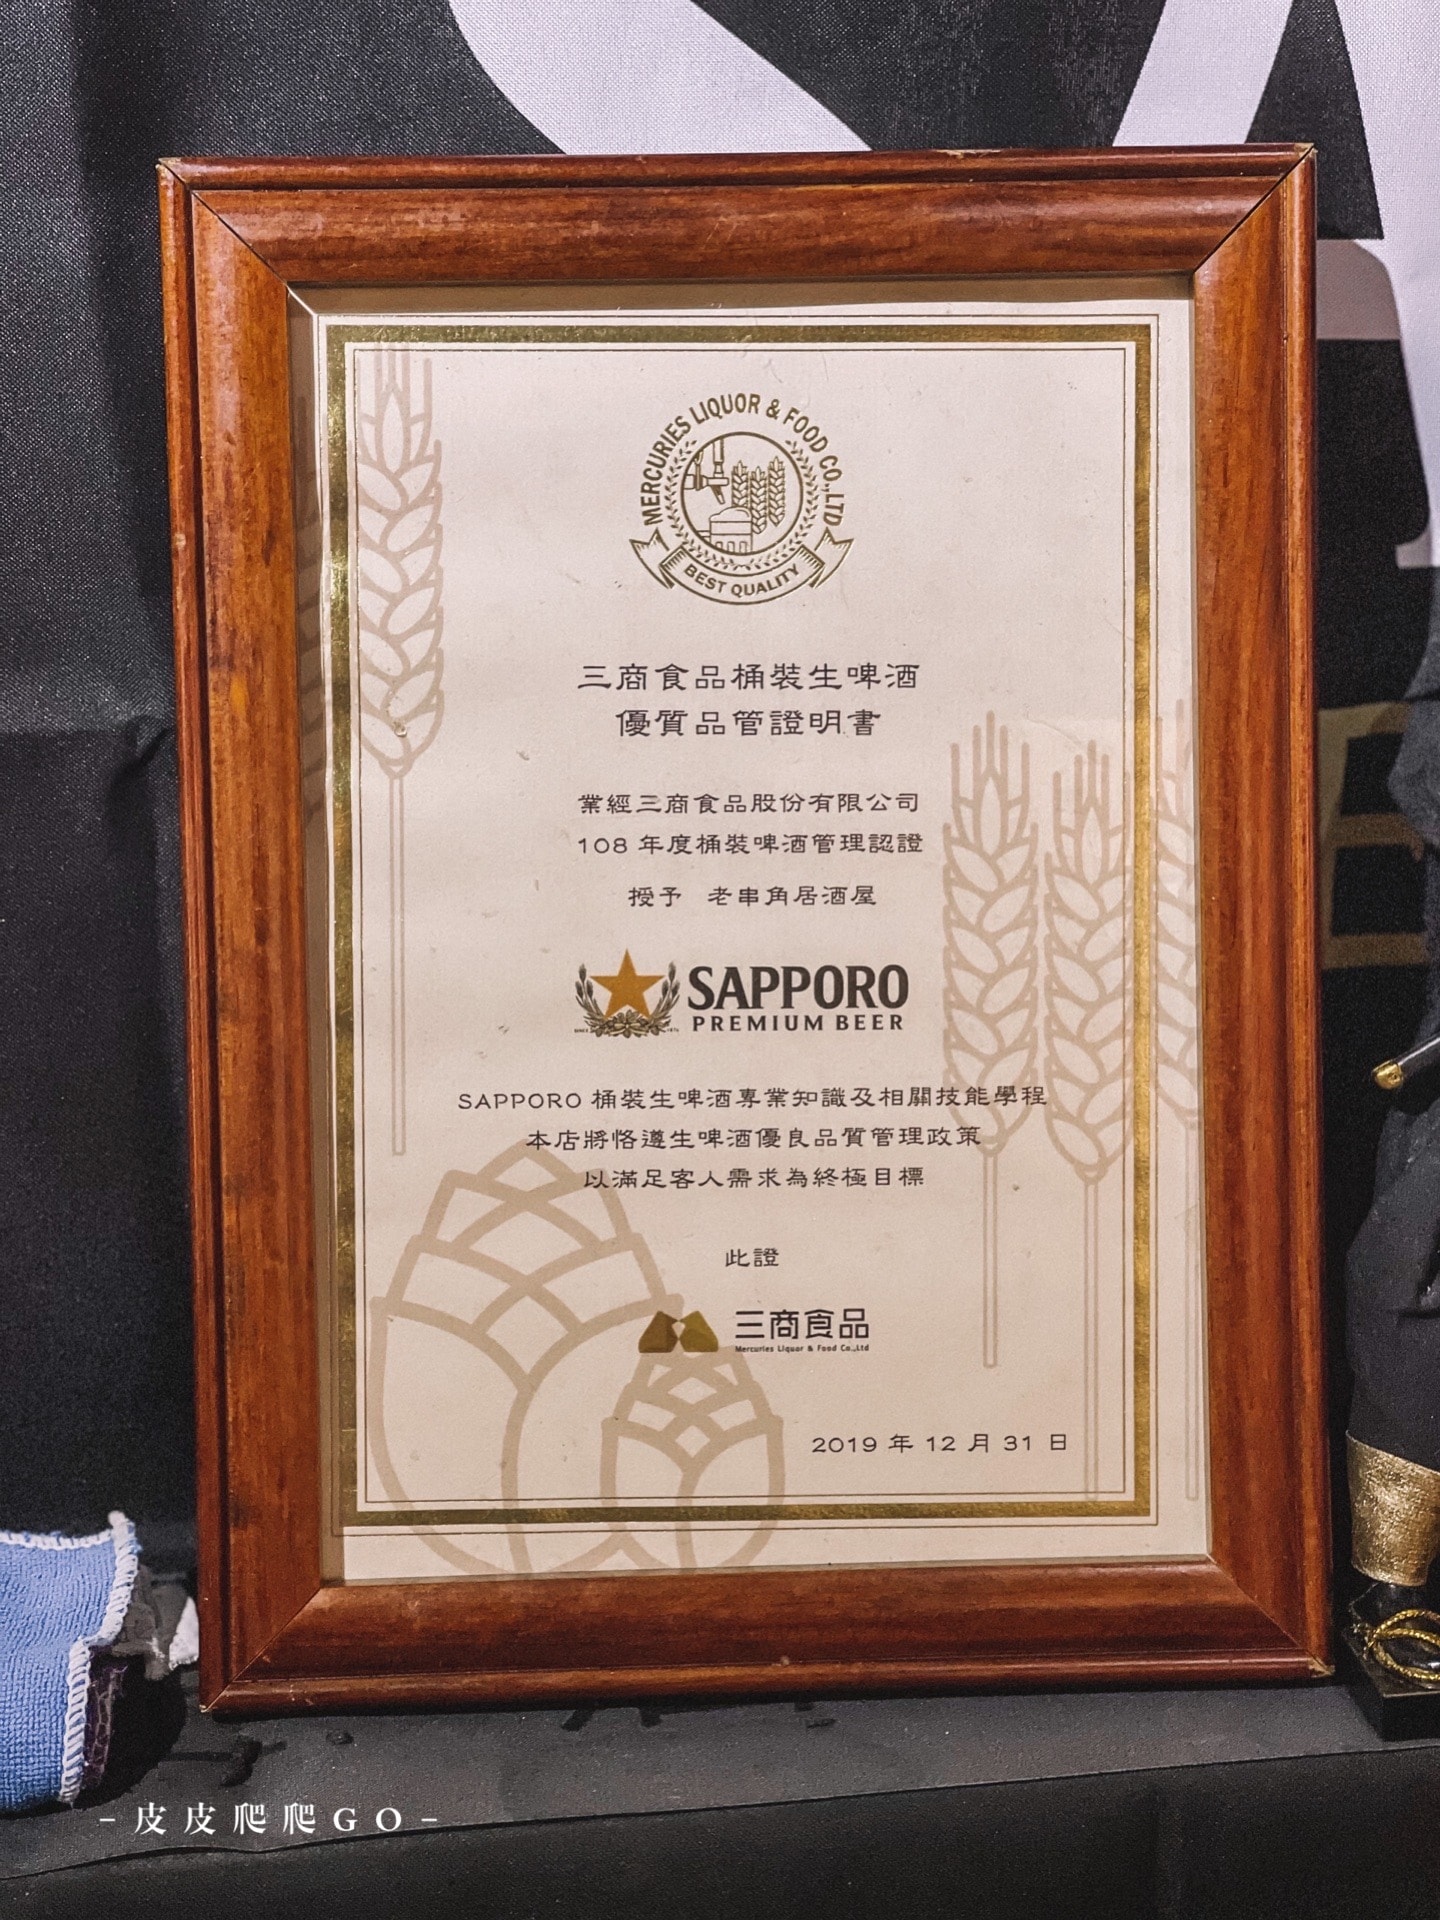 MERCURIES LIQUOR & FOOD CO.,LTD
BEST QUALITY
三商食品桶裝生啤酒
優質品管證明書
業經三商食品股份有限公司
108 年度桶裝啤酒管理認證
授予 老串角居酒屋
SAPPORO
PREMIUM BEER
SAPPORO 桶裝生啤酒專業知識及相關技能學程
本店將恪遵生啤酒優良品質管理政策
以滿足客人需求為終極目標
此證
三商食品
Mercuries Liquor & Food Co.,Ltd
2019 年 12 月 31 日
-皮皮爬爬GO-